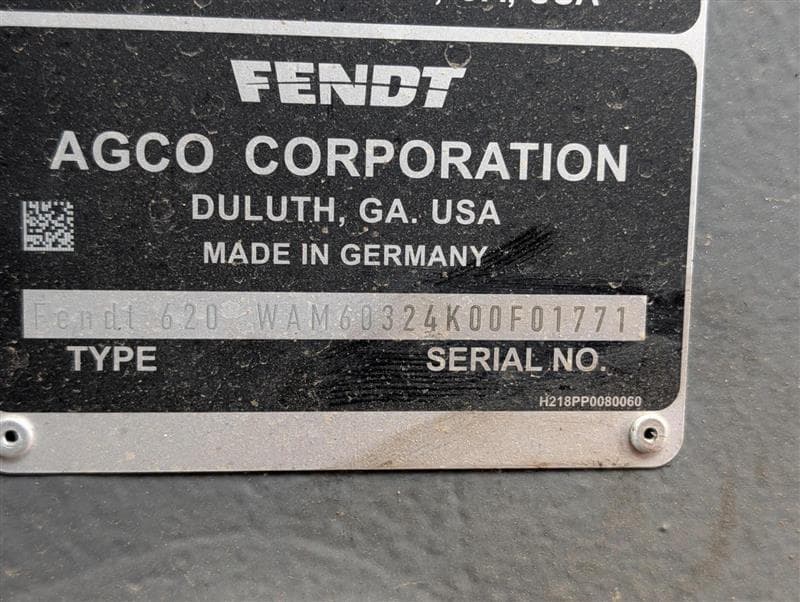 FENDT
AGCO CORPORATION
DULUTH, GA. USA
MADE IN GERMANY
Fendt 620 WAM60324K00F01771
TYPE SERIAL NO.
H218PP0080060